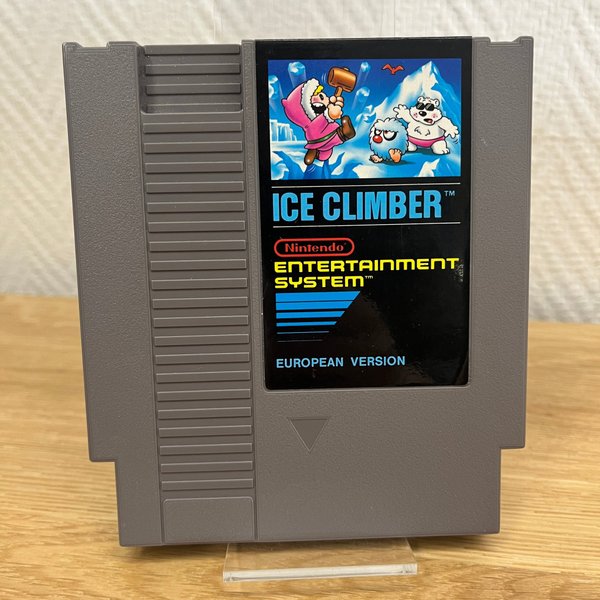 ICE CLIMBER™
Nintendo®
ENTERTAINMENT
SYSTEM™
EUROPEAN VERSION